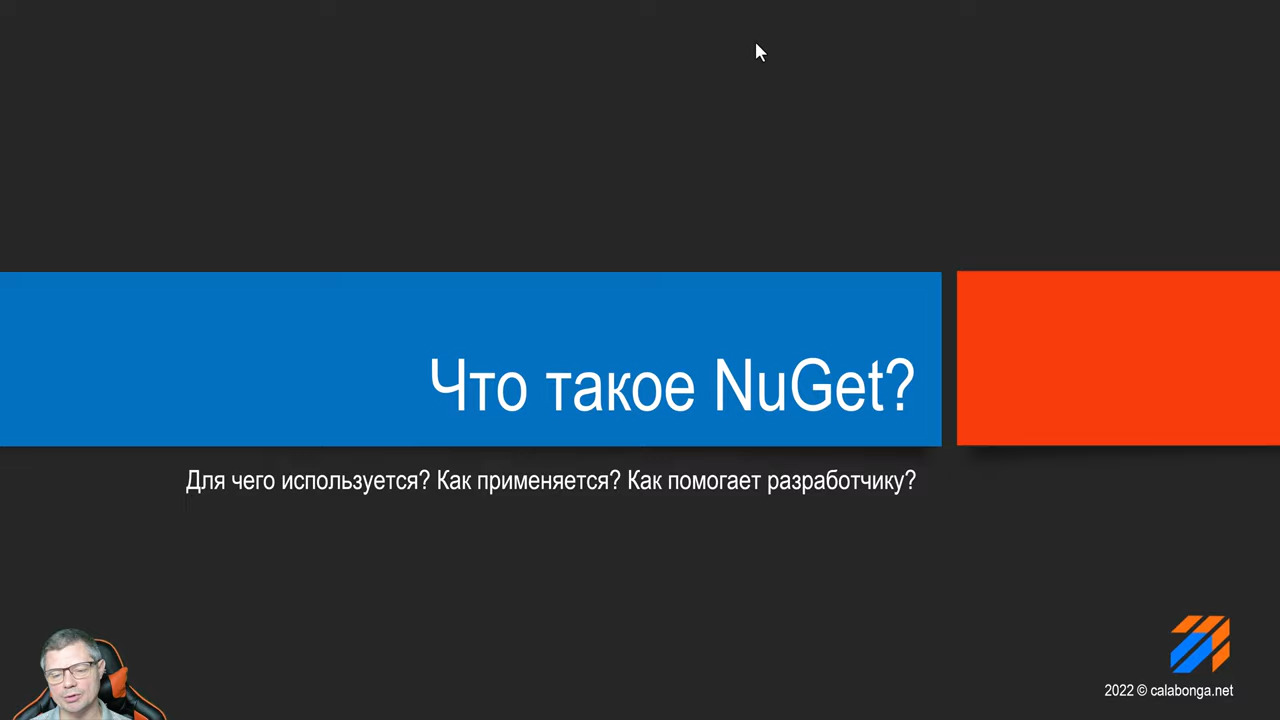 Что такое NuGet?
Для чего используется? Как применяется? Как помогает разработчику?
2022 © calabonga.net